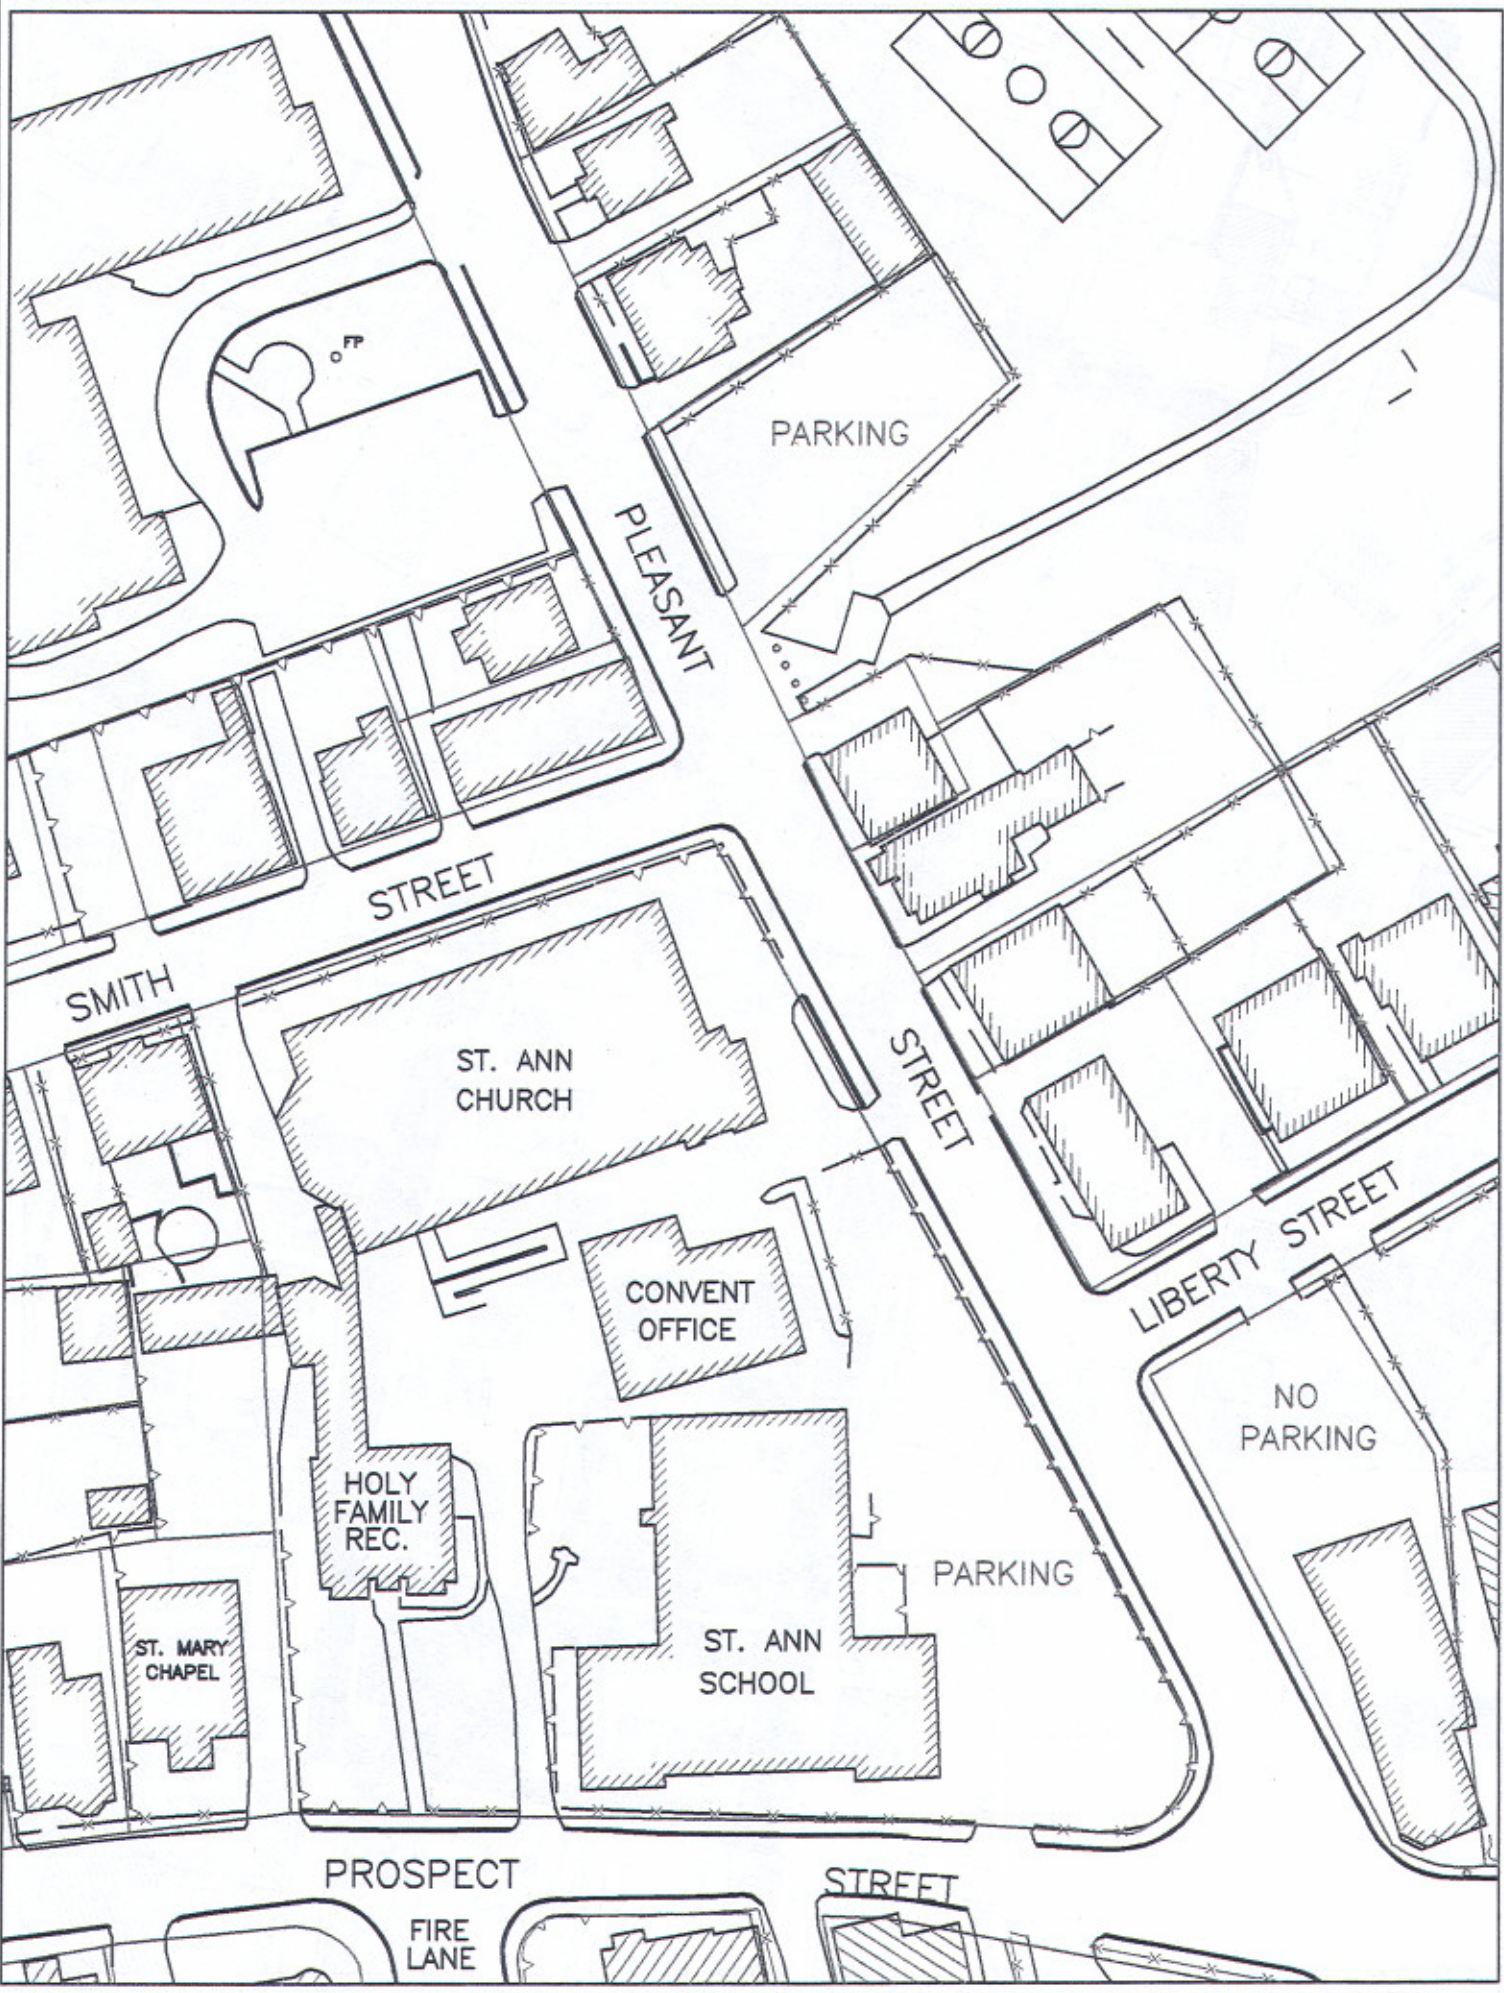 FP
PARKING
PLEASANT
STREET
SMITH
ST. ANN
CHURCH
STREET
LIBERTY STREET
CONVENT
OFFICE
NO
PARKING
HOLY
FAMILY
REC.
PARKING
ST. MARY
CHAPEL
ST. ANN
SCHOOL
PROSPECT
STREET
FIRE
LANE